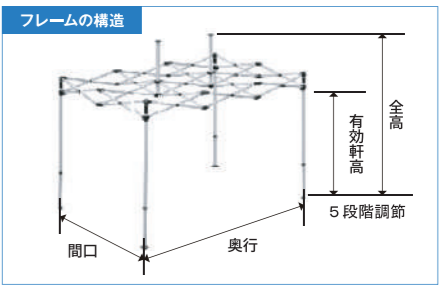 フレームの構造
全高
有効軒高
5段階調節
間口
奥行